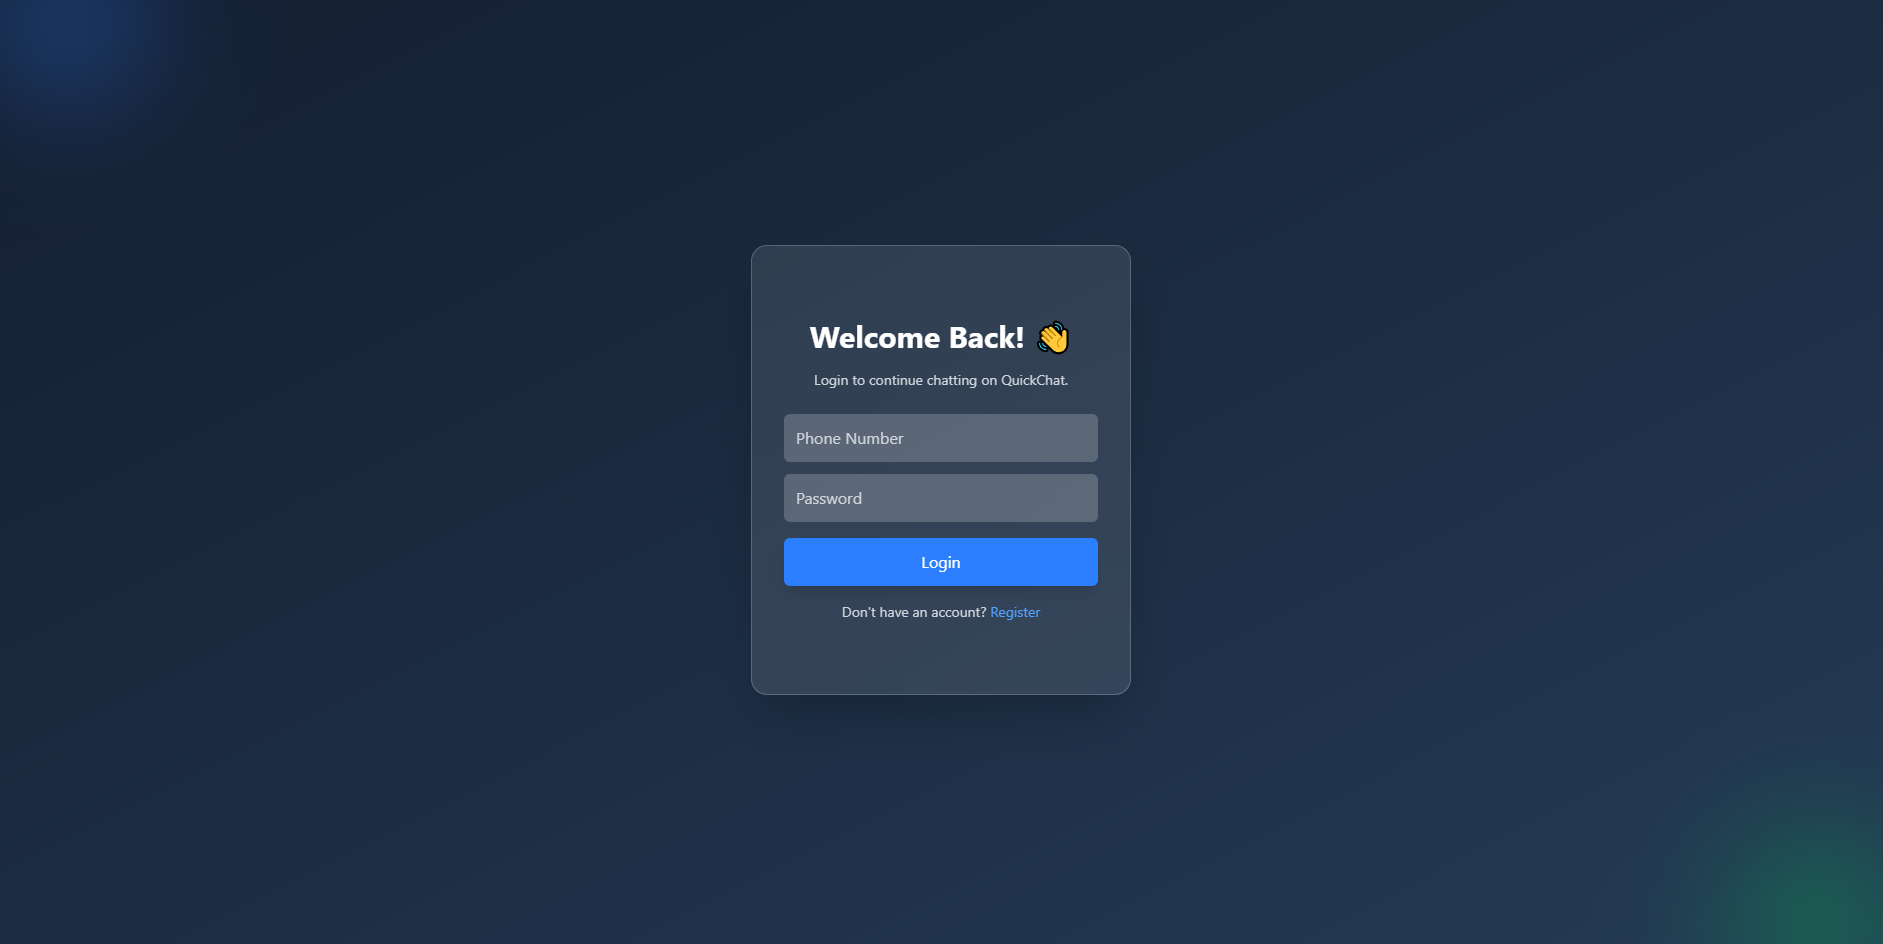 Welcome Back! 👋
Login to continue chatting on QuickChat.
Phone Number
Password
Login
Don't have an account? Register